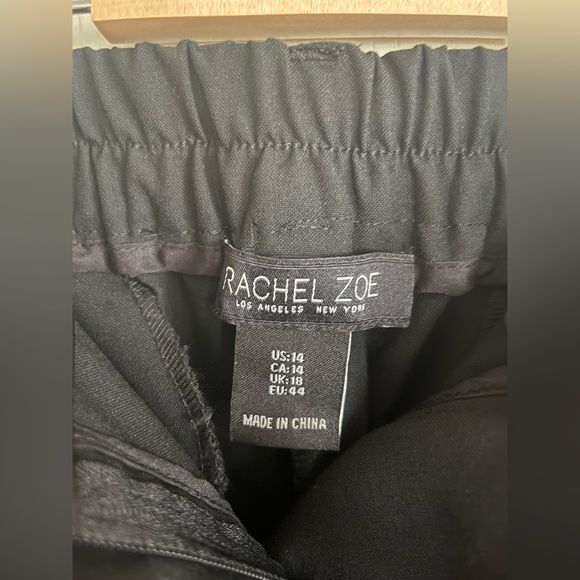 RACHEL ZOE
LOS ANGELES NEW YORK
US:14
CA:14
UK:18
EU:44
MADE IN CHINA